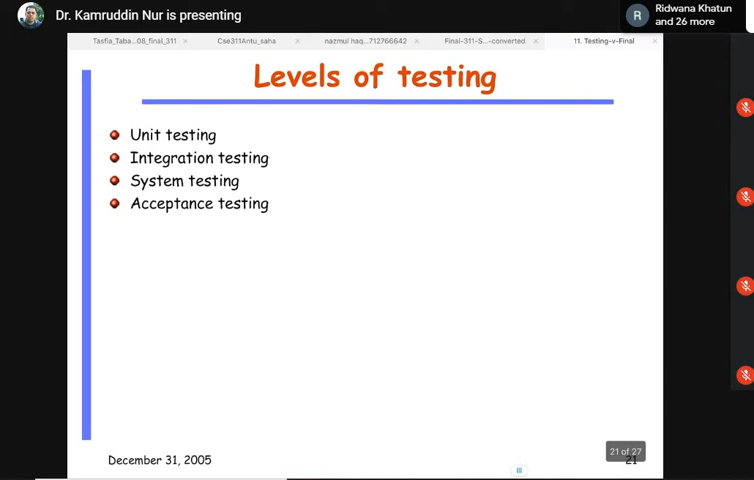 Dr. Kamruddin Nur is presenting
R
Ridwana Khatun
and 26 more
Tasfia_Taba...08_final_311
Cse311Antu_saha
nazmul haq...712766642
Final-311-S...-converted
11. Testing-v-Final
Levels of testing
Unit testing
Integration testing
System testing
Acceptance testing
December 31, 2005
21 of 27
21